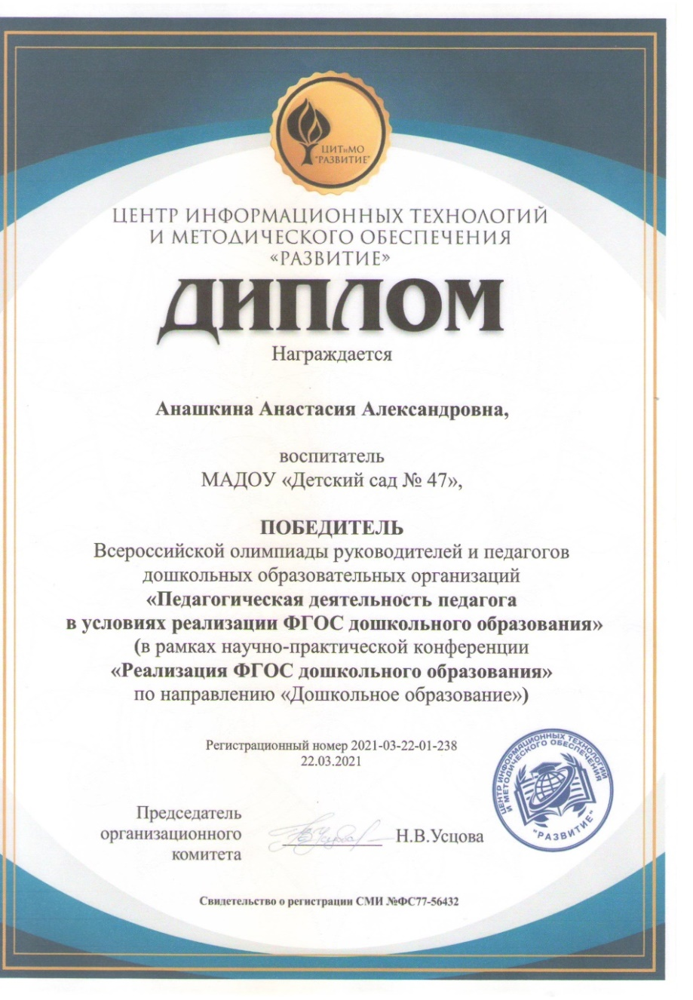 ЦИТиМО
"РАЗВИТИЕ"
ЦЕНТР ИНФОРМАЦИОННЫХ ТЕХНОЛОГИЙ
И МЕТОДИЧЕСКОГО ОБЕСПЕЧЕНИЯ
«РАЗВИТИЕ»
ДИПЛОМ
Награждается
Анашкина Анастасия Александровна,
воспитатель
МАДОУ «Детский сад № 47»,
ПОБЕДИТЕЛЬ
Всероссийской олимпиады руководителей и педагогов
дошкольных образовательных организаций
«Педагогическая деятельность педагога
в условиях реализации ФГОС дошкольного образования»
(в рамках научно-практической конференции
«Реализация ФГОС дошкольного образования»
по направлению «Дошкольное образование»)
Регистрационный номер 2021-03-22-01-238
22.03.2021
ЦЕНТР ИНФОРМАЦИОННЫХ ТЕХНОЛОГИЙ
И МЕТОДИЧЕСКОГО ОБЕСПЕЧЕНИЯ
"РАЗВИТИЕ"
Председатель
организационного
комитета
Н.В.Усцова
Свидетельство о регистрации СМИ №ФС77-56432